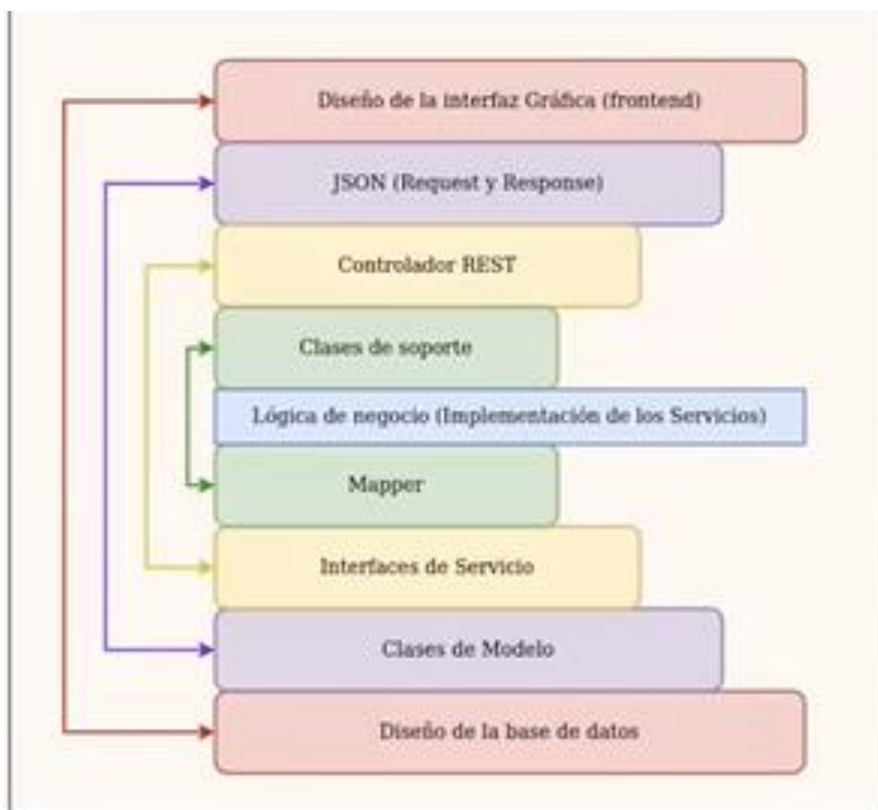 Diseño de la interfaz Gráfica (frontend)
JSON (Request y Response)
Controlador REST
Clases de soporte
Lógica de negocio (Implementación de los Servicios)
Mapper
Interfaces de Servicio
Clases de Modelo
Diseño de la base de datos